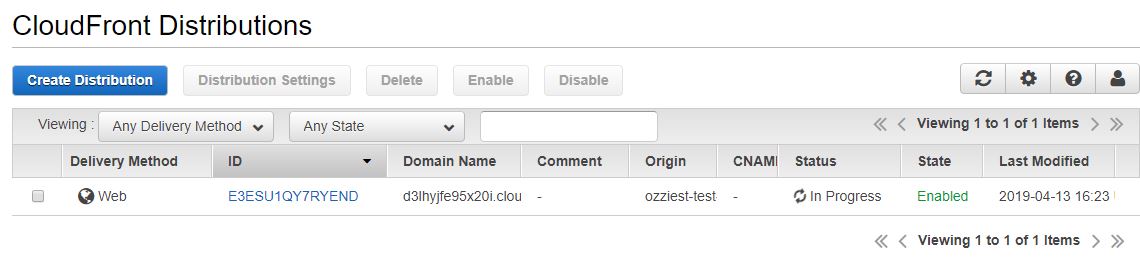 CloudFront Distributions
Create Distribution Distribution Settings Delete Enable Disable
Viewing : Any Delivery Method Any State Viewing 1 to 1 of 1 Items
Delivery Method ID Domain Name Comment Origin CNAM Status State Last Modified
Web E3ESU1QY7RYEND d3lhyjfe95x20i.clou - ozziest-test - In Progress Enabled 2019-04-13 16:23
Viewing 1 to 1 of 1 Items